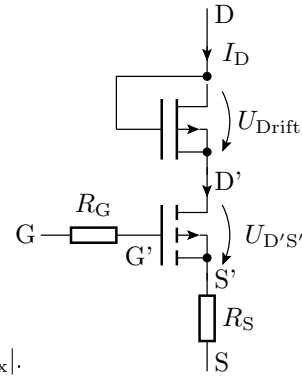 D
I_D
U_Drift
D'
R_G
G
G'
U_D'S'
S'
R_S
S
x|.